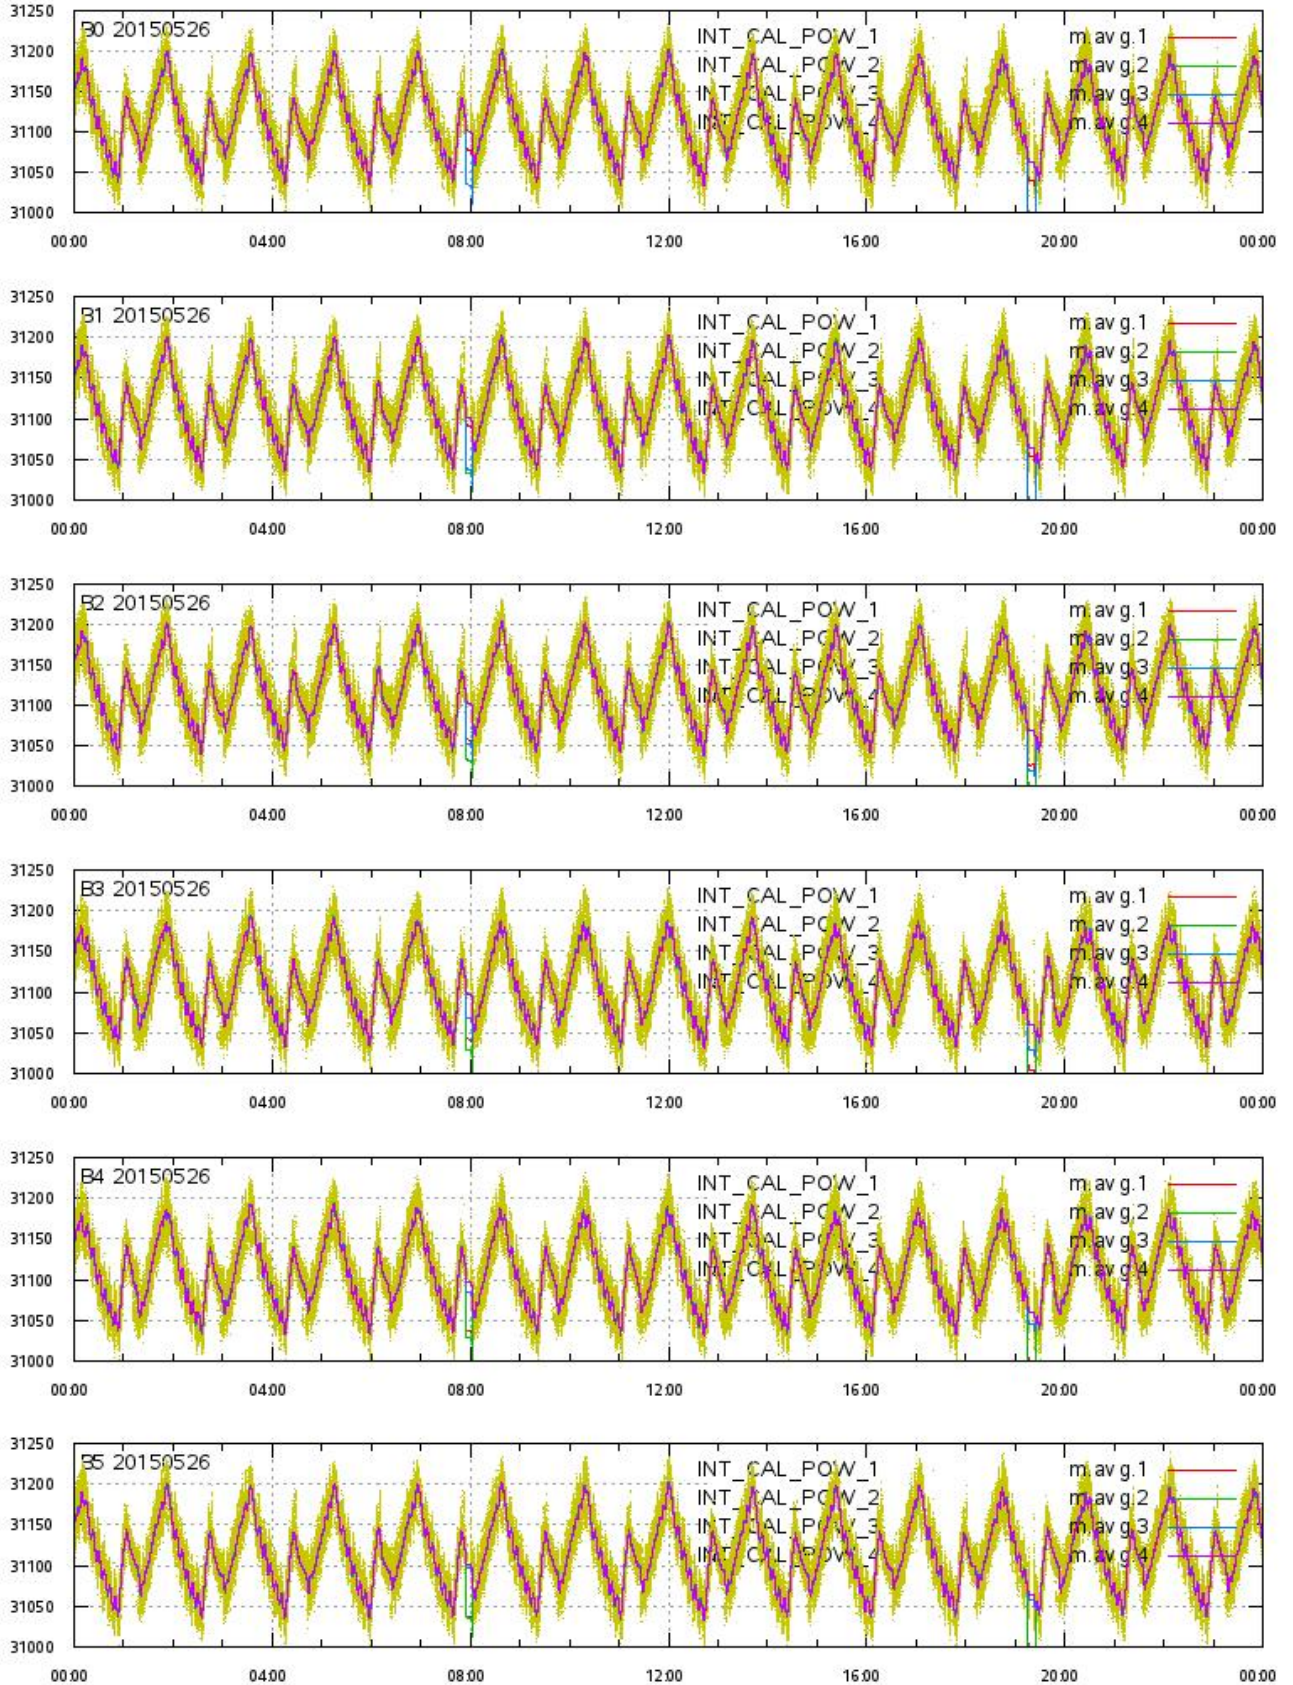 31250
B0 20150526 INT_CAL_POW_1 m.avg.1
31200
INT_CAL_POW_2 m.avg.2
31150
INT_CAL_POW_3 m.avg.3
31100
INT_CAL_POW_4 m.avg.4
31050
31000
00:00 04:00 08:00 12:00 16:00 20:00 00:00
31250
B1 20150526 INT_CAL_POW_1 m.avg.1
31200
INT_CAL_POW_2 m.avg.2
31150
INT_CAL_POW_3 m.avg.3
31100
INT_CAL_POW_4 m.avg.4
31050
31000
00:00 04:00 08:00 12:00 16:00 20:00 00:00
31250
B2 20150526 INT_CAL_POW_1 m.avg.1
31200
INT_CAL_POW_2 m.avg.2
31150
INT_CAL_POW_3 m.avg.3
31100
INT_CAL_POW_4 m.avg.4
31050
31000
00:00 04:00 08:00 12:00 16:00 20:00 00:00
31250
B3 20150526 INT_CAL_POW_1 m.avg.1
31200
INT_CAL_POW_2 m.avg.2
31150
INT_CAL_POW_3 m.avg.3
31100
INT_CAL_POW_4 m.avg.4
31050
31000
00:00 04:00 08:00 12:00 16:00 20:00 00:00
31250
B4 20150526 INT_CAL_POW_1 m.avg.1
31200
INT_CAL_POW_2 m.avg.2
31150
INT_CAL_POW_3 m.avg.3
31100
INT_CAL_POW_4 m.avg.4
31050
31000
00:00 04:00 08:00 12:00 16:00 20:00 00:00
31250
B5 20150526 INT_CAL_POW_1 m.avg.1
31200
INT_CAL_POW_2 m.avg.2
31150
INT_CAL_POW_3 m.avg.3
31100
INT_CAL_POW_4 m.avg.4
31050
31000
00:00 04:00 08:00 12:00 16:00 20:00 00:00